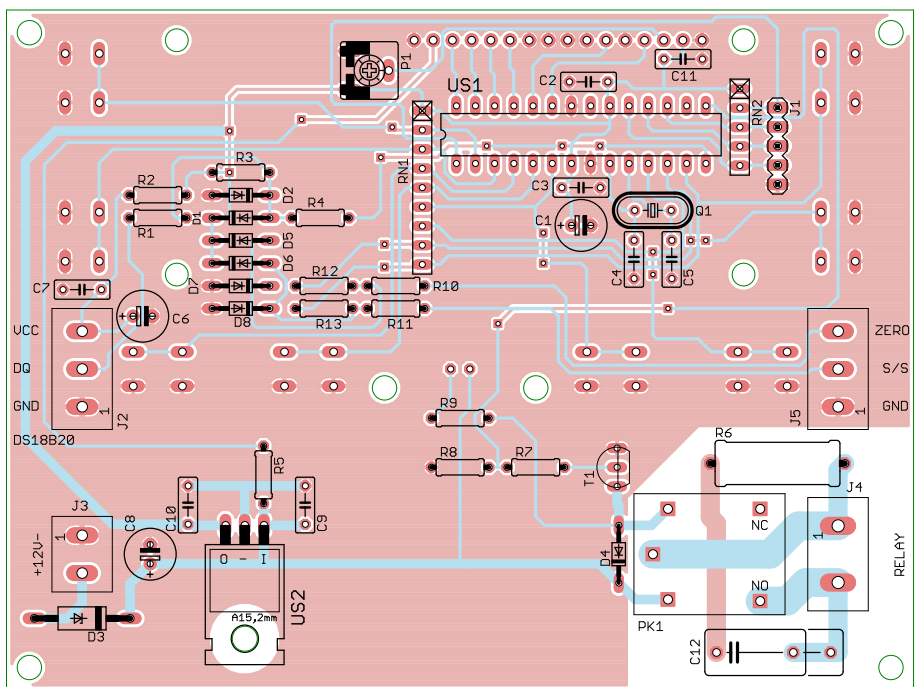 P1
US1
C2
C11
RN2
J1
RN1
R3
R2
D2
C3
R4
D1
R1
C1
Q1
D5
D6
C4
C5
C7
D7
R12
R10
C6
D8
R13
R11
VCC
DQ
GND
1
J2
DS18B20
ZERO
S/S
GND
1
J5
R9
R8
R7
T1
R6
R5
J3
J4
C10
C9
C8
1
+12V-
O - I
NC
1
D4
NO
RELAY
US2
A15,2mm
D3
PK1
C12